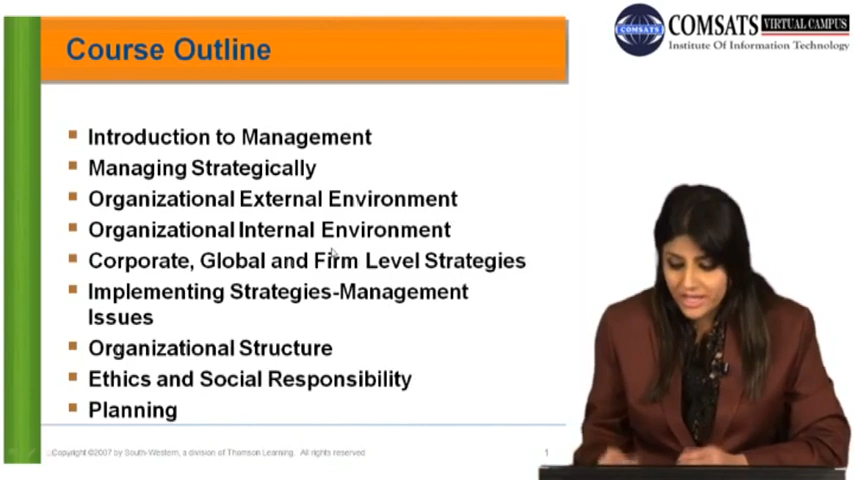 Course Outline
COMSATS
COMSATS VIRTUAL CAMPUS
Institute Of Information Technology
Introduction to Management
Managing Strategically
Organizational External Environment
Organizational Internal Environment
Corporate, Global and Firm Level Strategies
Implementing Strategies-Management
Issues
Organizational Structure
Ethics and Social Responsibility
Planning
Copyright ©2007 by South-Western, a division of Thomson Learning. All rights reserved
1